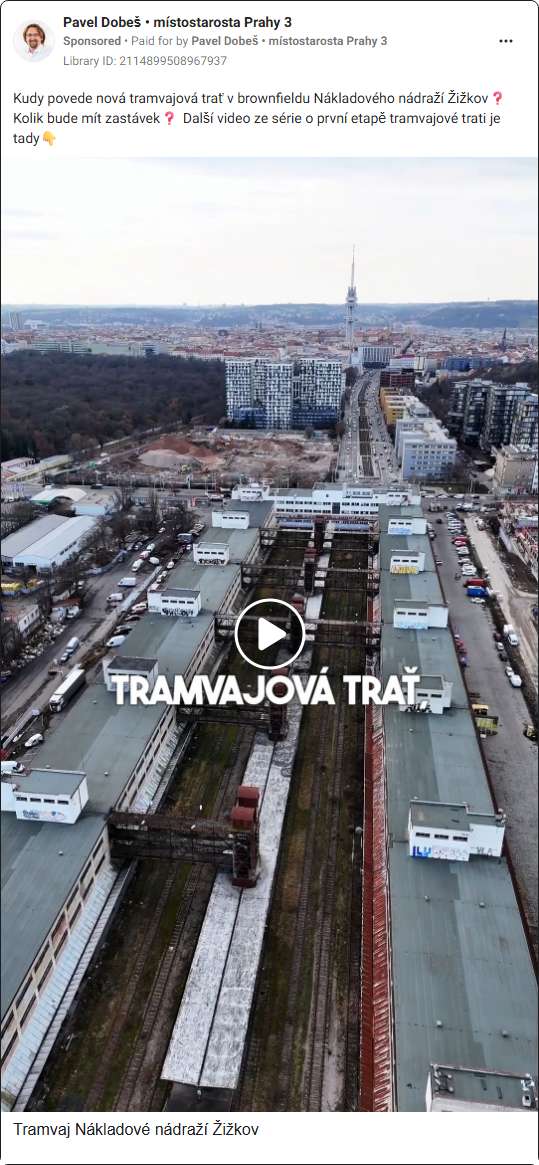 Pavel Dobeš • místostarosta Prahy 3
Sponsored • Paid for by Pavel Dobeš • místostarosta Prahy 3
Library ID: 2114899508967937
Kudy povede nová tramvajová trať v brownfieldu Nákladového nádraží Žižkov❓
Kolik bude mít zastávek❓ Další video ze série o první etapě tramvajové trati je
tady👇
TRAMVAJOVÁ TRAŤ
Tramvaj Nákladové nádraží Žižkov